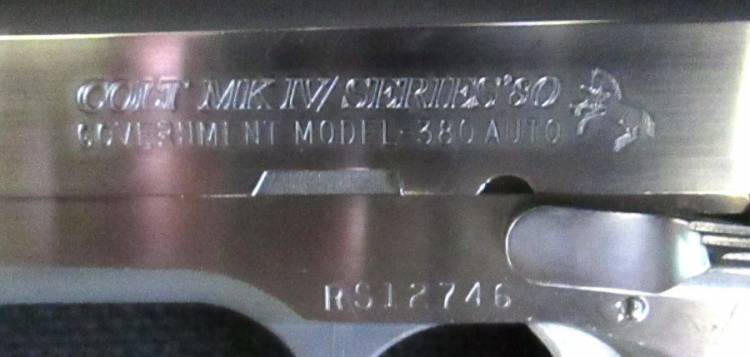 COLT MK IV/SERIES'80
GOVERNMENT MODEL-380 AUTO
RS12746